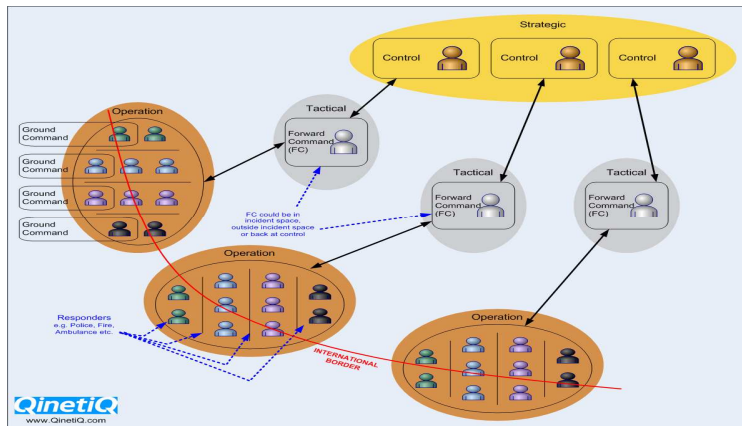 Strategic
Control
Control
Control
Tactical
Forward
Command
(FC)
Tactical
Forward
Command
(FC)
Tactical
Forward
Command
(FC)
Operation
Ground
Command
Ground
Command
Ground
Command
Ground
Command
FC could be in
incident space,
outside incident space
or back at control
Operation
Responders
e.g. Police, Fire,
Ambulance etc.
INTERNATIONAL
BORDER
Operation
QinetiQ
www.QinetiQ.com